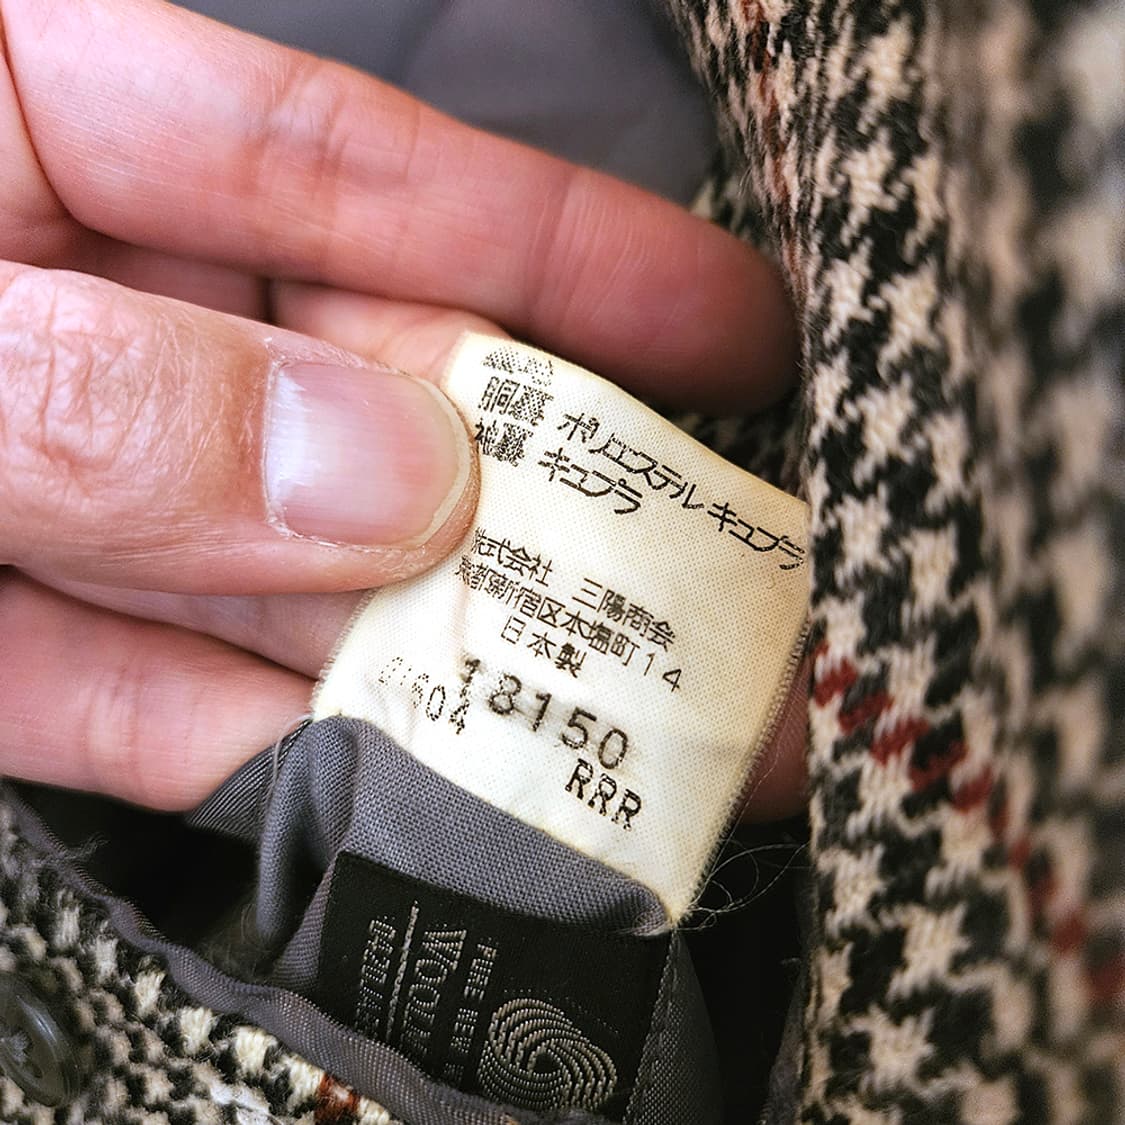 胴裏 ポリエステル キュプラ
袖裏 キュプラ
株式会社 三陽商会
東京都新宿区本塩町14
日本製
18150
01604
RRR
WOOL